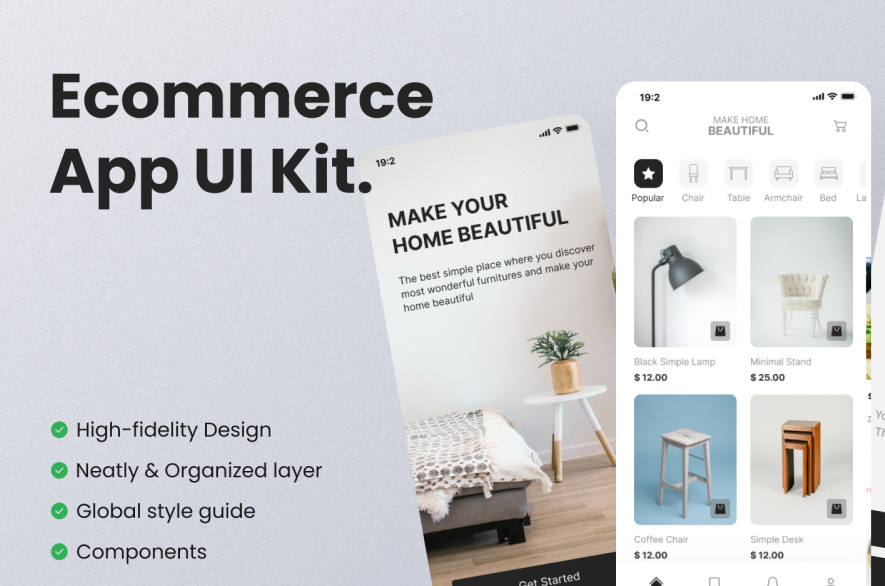 Ecommerce
App UI Kit.
High-fidelity Design
Neatly & Organized layer
Global style guide
Components
19:2
MAKE YOUR
HOME BEAUTIFUL
The best simple place where you discover
most wonderful furnitures and make your
home beautiful
Get Started
19:2
MAKE HOME
BEAUTIFUL
Popular Chair Table Armchair Bed
Black Simple Lamp Minimal Stand
$ 12.00 $ 25.00
Coffee Chair Simple Desk
$ 12.00 $ 12.00